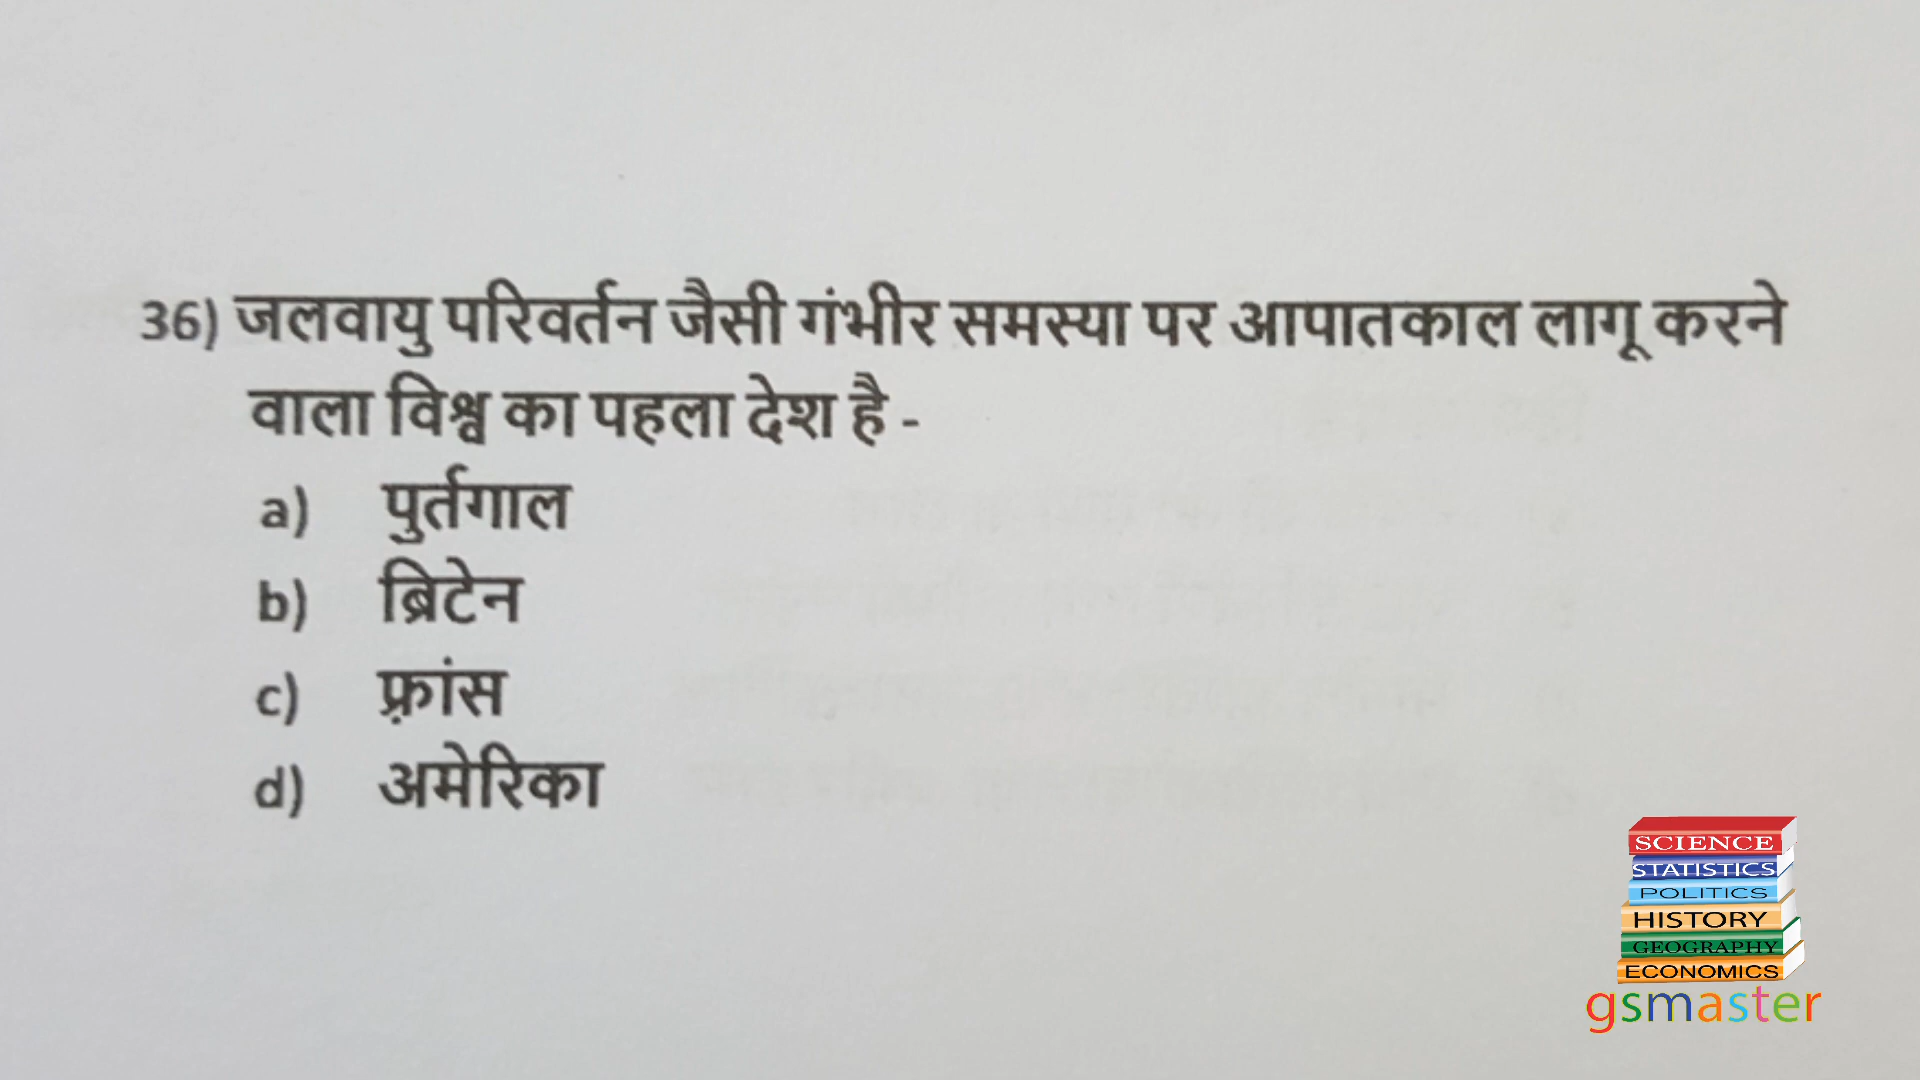 36) जलवायु परिवर्तन जैसी गंभीर समस्या पर आपातकाल लागू करने
वाला विश्व का पहला देश है -
a) पुर्तगाल
b) ब्रिटेन
c) फ़्रांस
d) अमेरिका
SCIENCE
STATISTICS
POLITICS
HISTORY
GEOGRAPHY
ECONOMICS
gsmaster